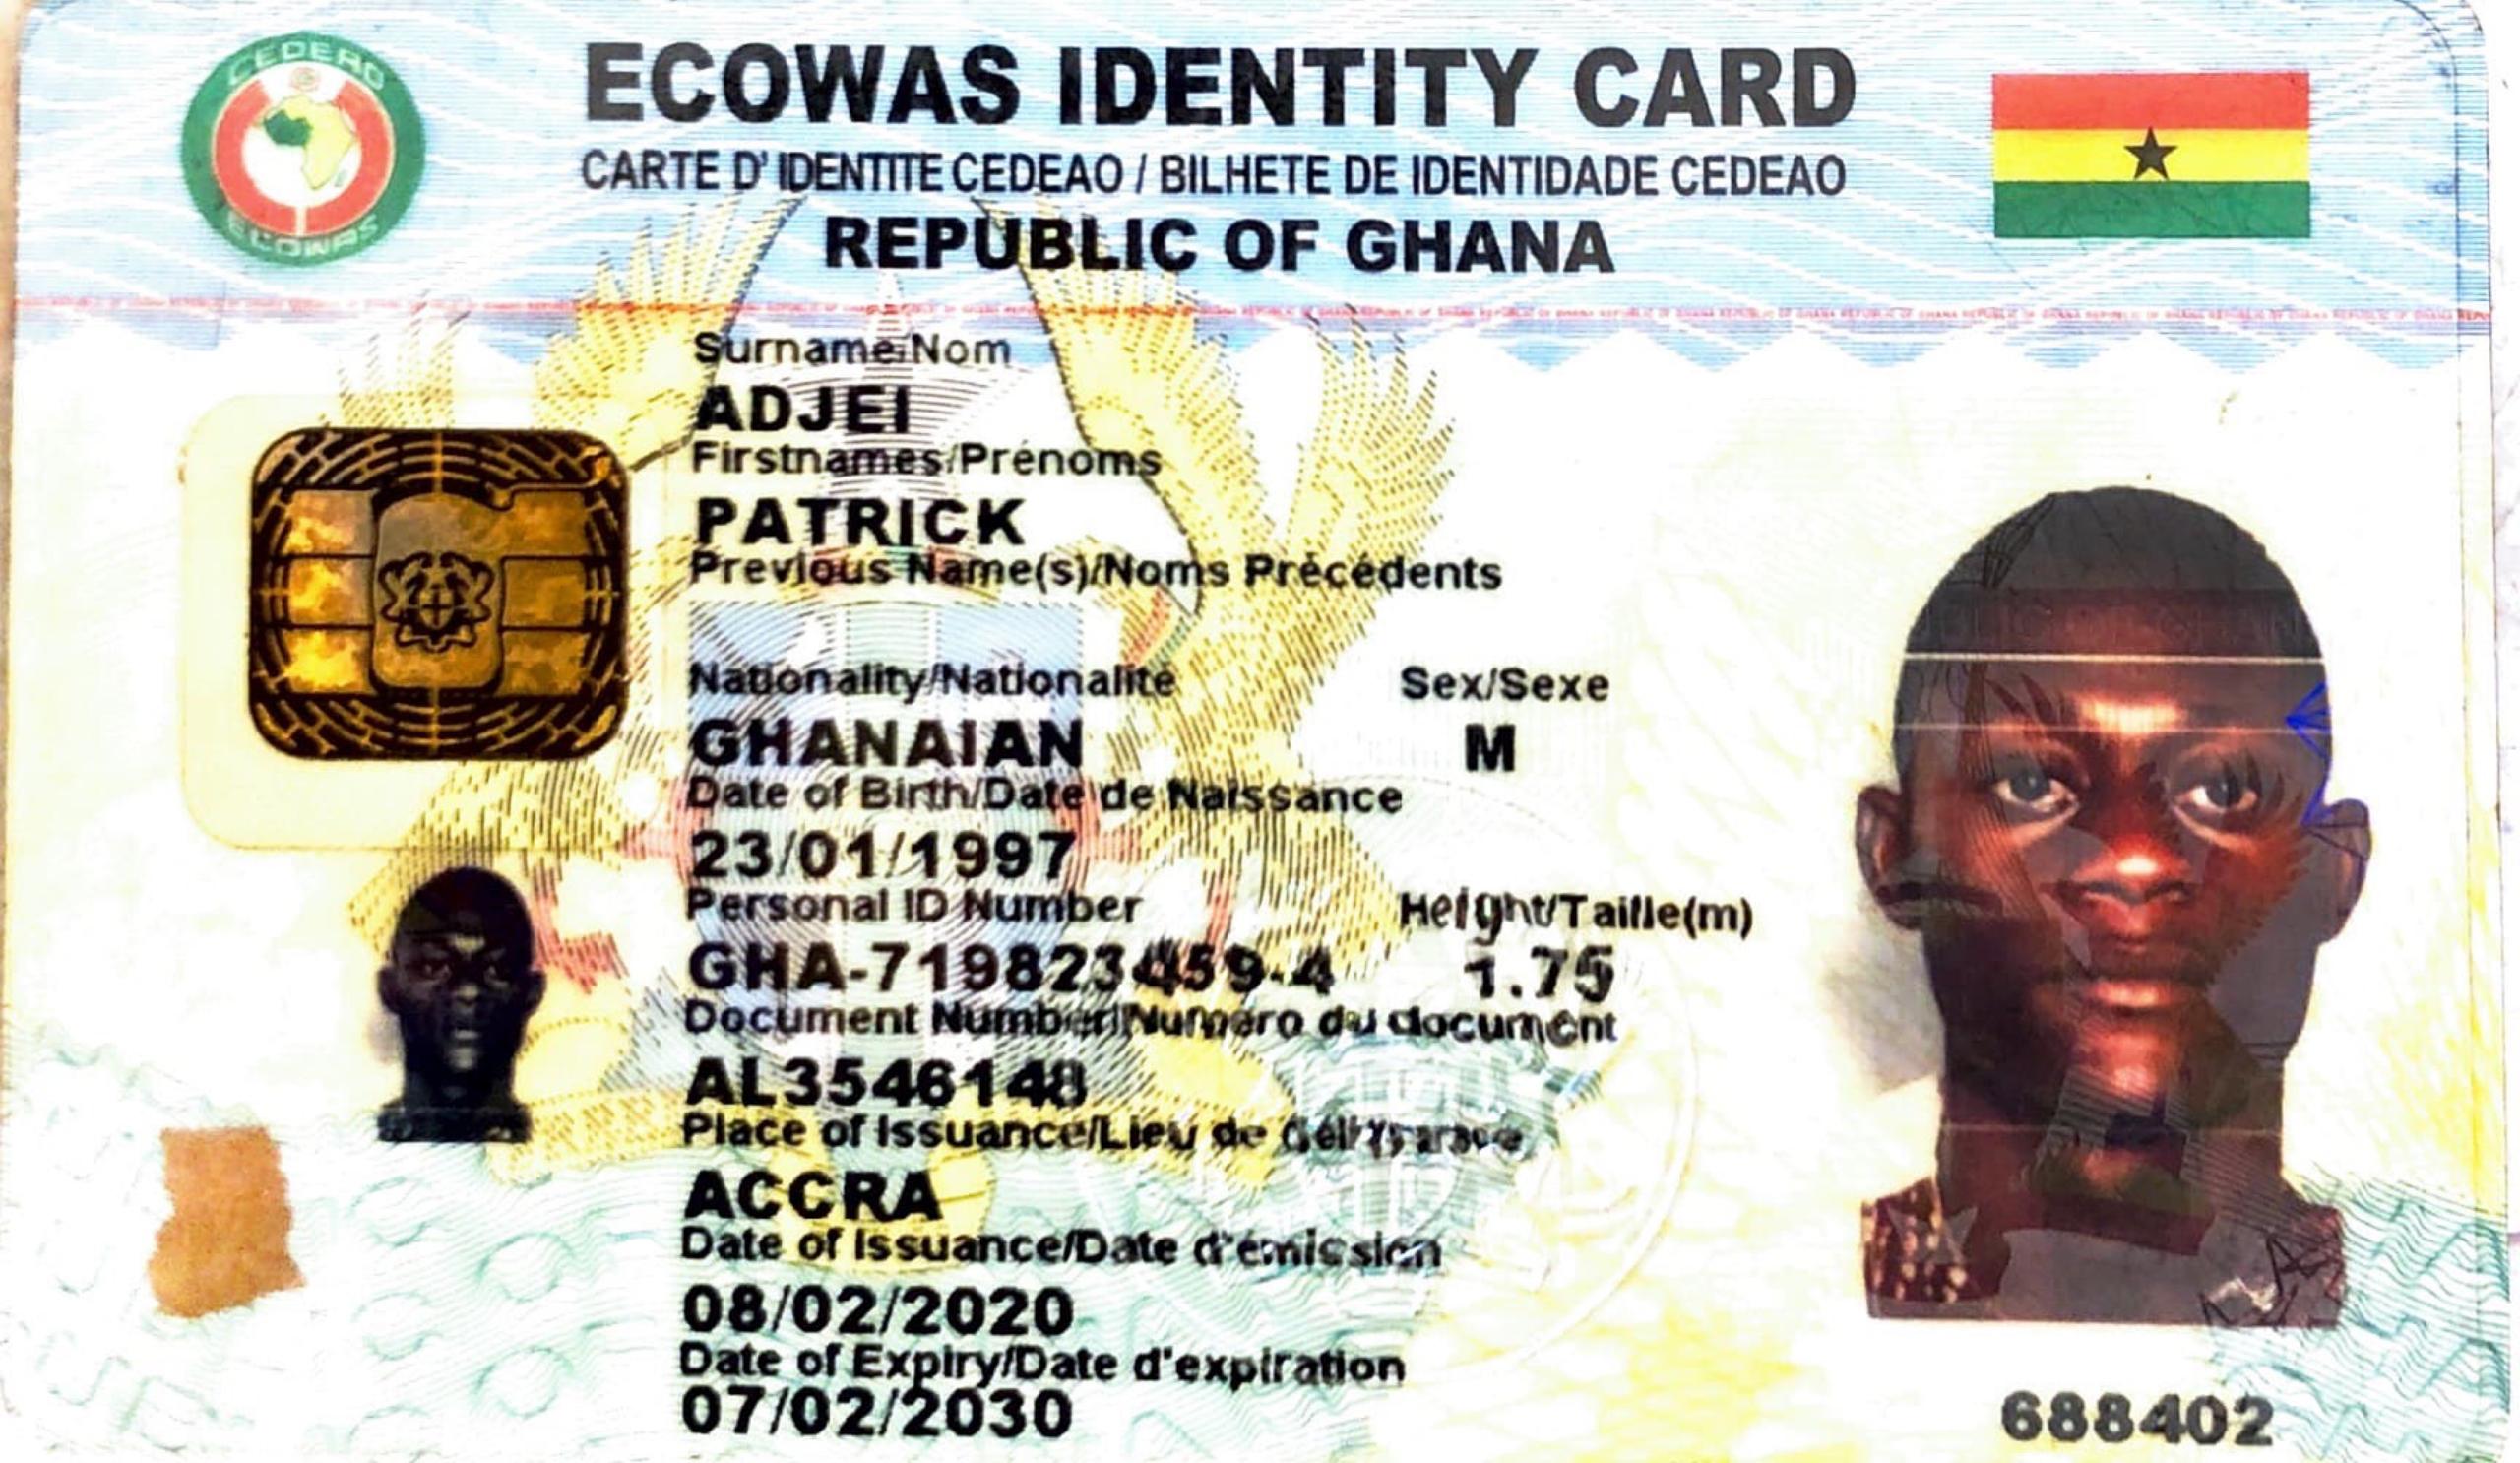 CEDEAO
ECOWAS
ECOWAS IDENTITY CARD
CARTE D'IDENTITE CEDEAO / BILHETE DE IDENTIDADE CEDEAO
REPUBLIC OF GHANA
Surname/Nom
ADJEI
Firstnames/Prénoms
PATRICK
Previous Name(s)/Noms Précédents
Nationality/Nationalité Sex/Sexe
GHANAIAN M
Date of Birth/Date de Naissance
23/01/1997
Personal ID Number Height/Taille(m)
GHA-719823459-4 1.75
Document Number/Numéro du document
AL3546148
Place of Issuance/Lieu de
ACCRA
Date of Issuance/Date d'émission
08/02/2020
Date of Expiry/Date d'expiration
07/02/2030
688402